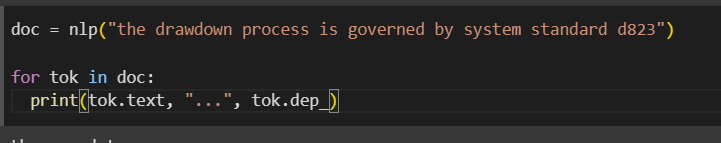 doc = nlp("the drawdown process is governed by system standard d823")
for tok in doc:
print(tok.text, "...", tok.dep_)